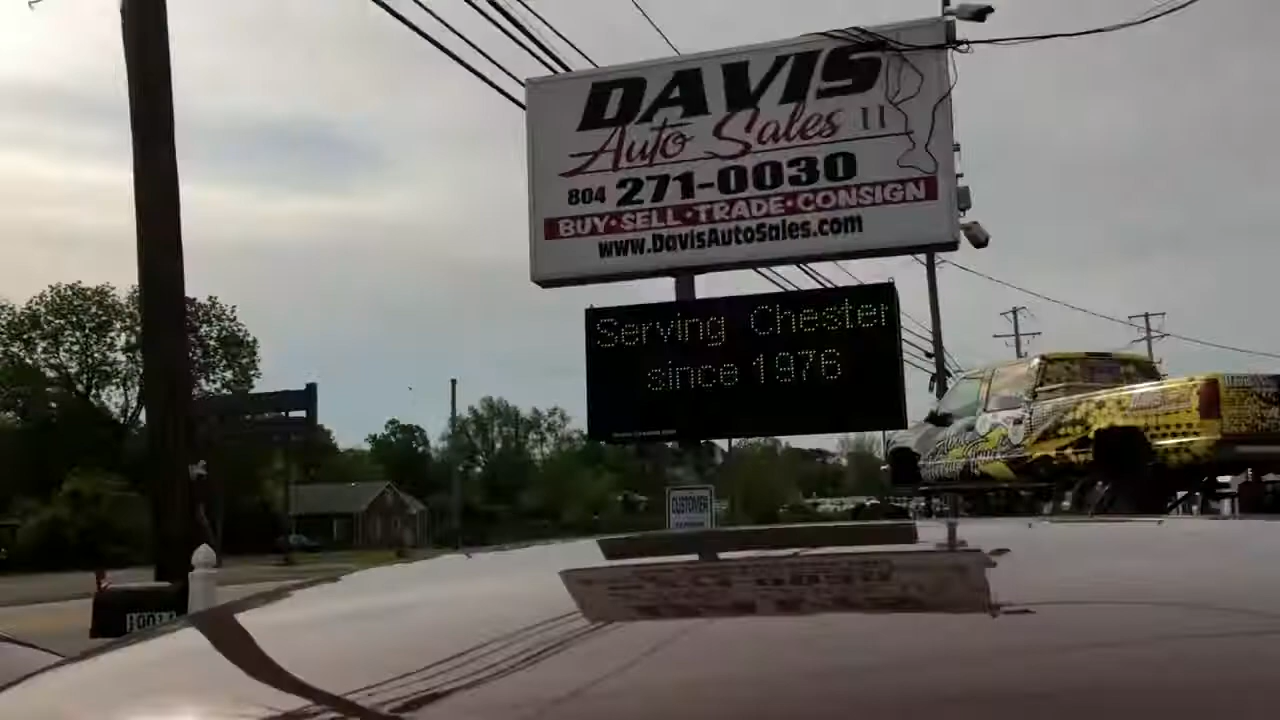 DAVIS
Auto Sales II
804 271-0030
BUY•SELL•TRADE•CONSIGN
www.DavisAutoSales.com
Serving Chester
since 1976
CUSTOMER